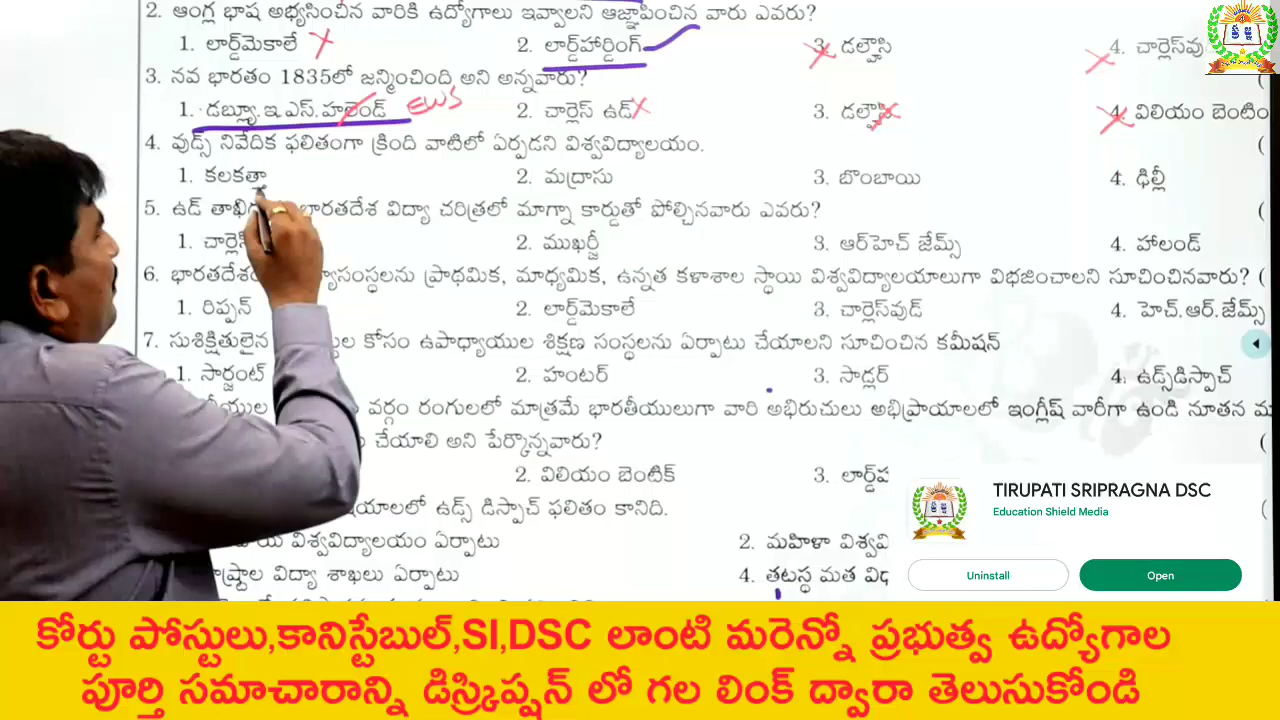 2. ఆంగ్ల భాష అభ్యసించిన వారికి ఉద్యోగాలు ఇవ్వాలని ఆజ్ఞాపించిన వారు ఎవరు?
1. లార్డ్‌మెకాలే 2. లార్డ్‌హార్డింగ్ 3. డల్హౌసి 4. చార్లెస్‌వు
3. నవ భారతం 1835లో జన్మించింది అని అన్నవారు?
1. డబ్ల్యూ.ఇ.ఎస్.హలెండ్ EWS 2. చార్లెస్ ఉడ్ 3. డల్హౌసి 4. విలియం బెంటిం
4. వుడ్స్ నివేదిక ఫలితంగా క్రింది వాటిలో ఏర్పడని విశ్వవిద్యాలయం. (
1. కలకత్తా 2. మద్రాసు 3. బొంబాయి 4. ఢిల్లీ
5. ఉడ్ భారతదేశ విద్యా చరిత్రలో మాగ్నా కార్డుతో పోల్చినవారు ఎవరు? (
1. 2. ముఖర్జీ 3. ఆర్‌హెచ్ జేమ్స్ 4. హాలండ్
6. ప్రాథమిక, మాధ్యమిక, ఉన్నత కళాశాల స్థాయి విశ్వవిద్యాలయాలుగా విభజించాలని సూచించినవారు? (
1. రిప్పన్ 2. లార్డ్‌మెకాలే 3. చార్లెస్‌వుడ్ 4. హెచ్.ఆర్.జేమ్స్
7. సుశిక్షితులైన కోసం ఉపాధ్యాయుల శిక్షణ సంస్థలను ఏర్పాటు చేయాలని సూచించిన కమీషన్
1. సార్జంట్ 2. హంటర్ 3. సాడ్లర్ 4. ఉడ్స్‌డిస్పాచ్
వర్గం రంగులలో మాత్రమే భారతీయులుగా వారి అభిరుచులు అభిప్రాయాలలో ఇంగ్లీష్ వారీగా ఉండి నూతన
చేయాలి అని పేర్కొన్నవారు? (
2. విలియం బెంటిక్ 3. లార్డ్‌
ఉడ్స్ డిస్పాచ్ ఫలితం కానిది.
విశ్వవిద్యాలయం ఏర్పాటు 2. మహిళా విశ్వవి
విద్యా శాఖలు ఏర్పాటు 4. తటస్థ మత విధ
TIRUPATI SRIPRAGNA DSC
Education Shield Media
Uninstall Open
కోర్టు పోస్టులు,కానిస్టేబుల్,SI,DSC లాంటి మరెన్నో ప్రభుత్వ ఉద్యోగాల
పూర్తి సమాచారాన్ని డిస్క్రిప్షన్ లో గల లింక్ ద్వారా తెలుసుకోండి